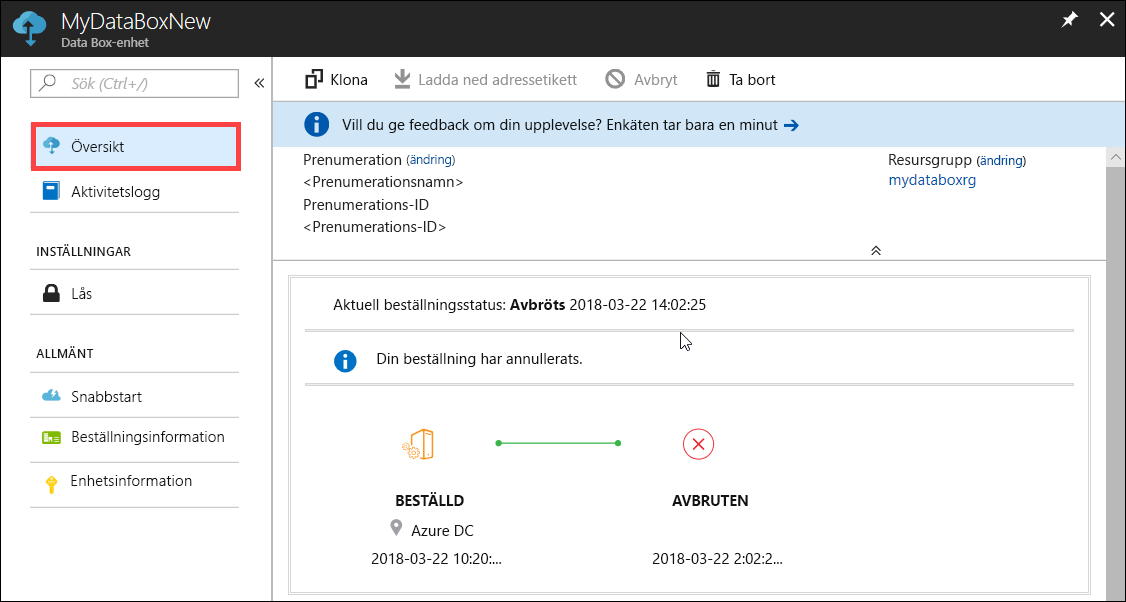 MyDataBoxNew
Data Box-enhet
Sök (Ctrl+/)
Översikt
Aktivitetslogg
INSTÄLLNINGAR
Lås
ALLMÄNT
Snabbstart
Beställningsinformation
Enhetsinformation
Klona Ladda ned adressetikett Avbryt Ta bort
Vill du ge feedback om din upplevelse? Enkäten tar bara en minut →
Prenumeration (ändring)
<Prenumerationsnamn>
Prenumerations-ID
<Prenumerations-ID>
Resursgrupp (ändring)
mydataboxrg
Aktuell beställningsstatus: Avbröts 2018-03-22 14:02:25
Din beställning har annullerats.
BESTÄLLD
Azure DC
2018-03-22 10:20:...
AVBRUTEN
2018-03-22 2:02:2...